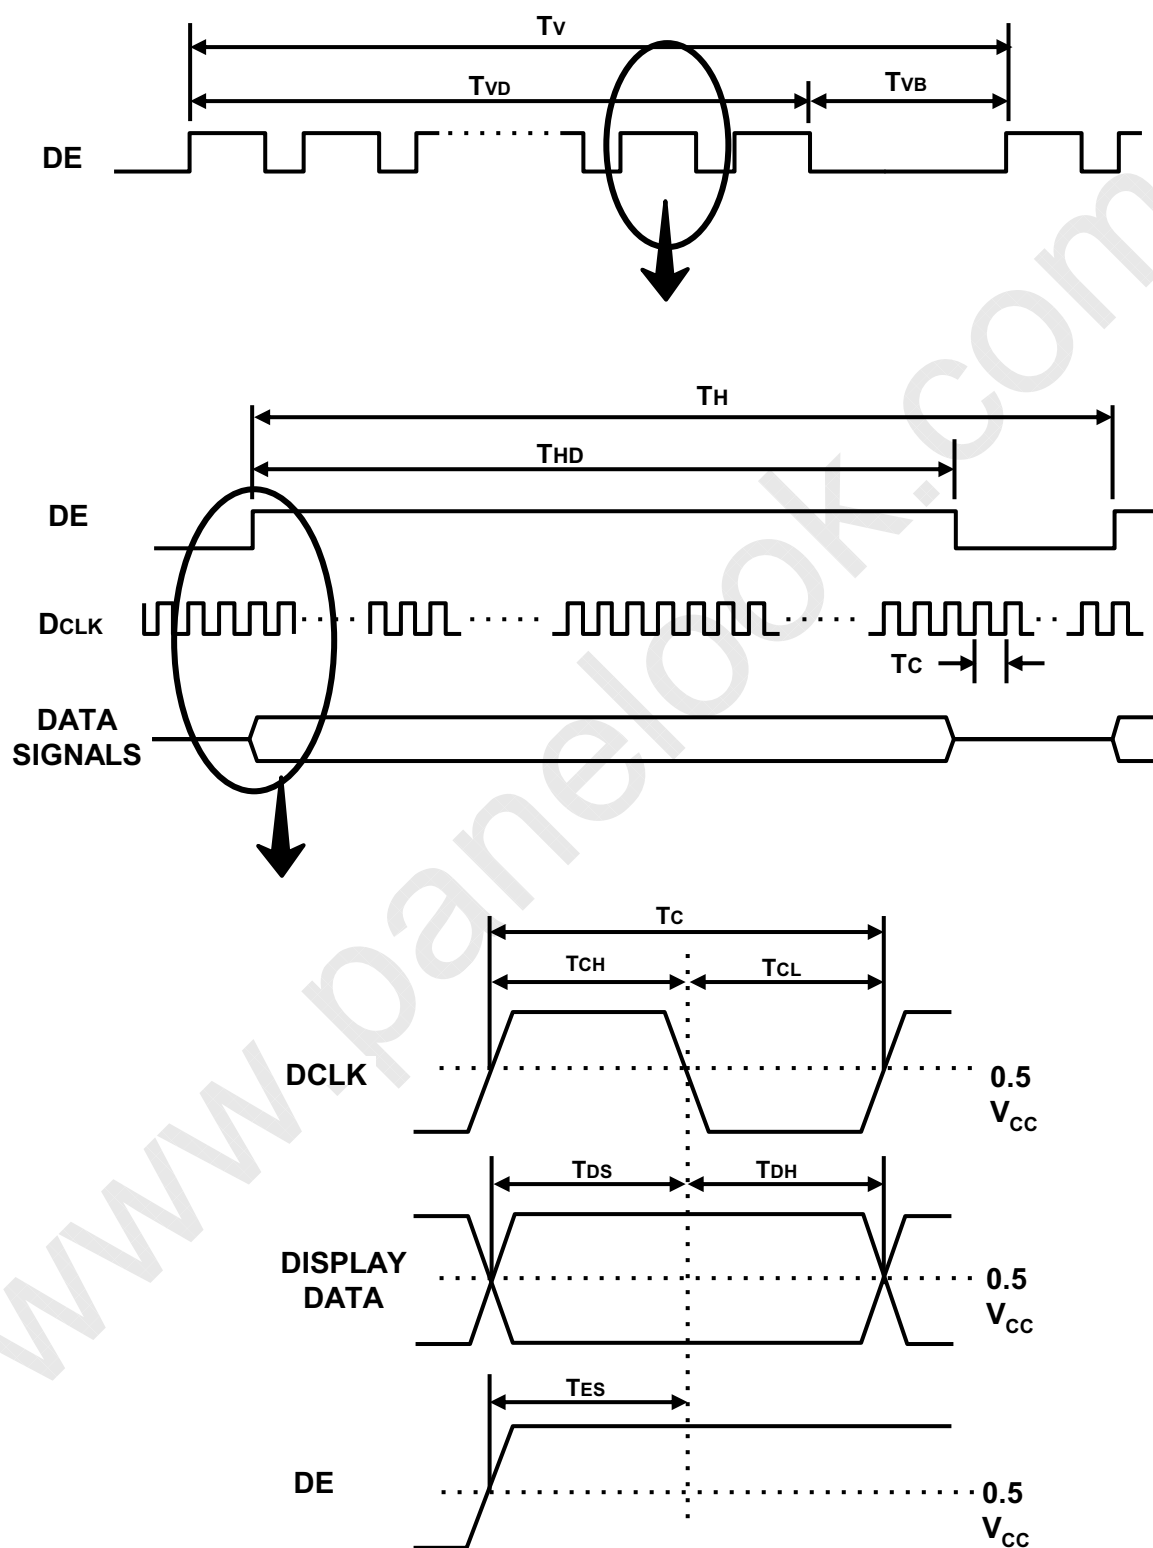 TV
TVD
TVB
DE
TH
THD
DE
DCLK
TC
DATA
SIGNALS
TC
TCH
TCL
DCLK
0.5
VCC
TDS
TDH
DISPLAY
DATA
0.5
VCC
TES
DE
0.5
VCC
www.panelook.com